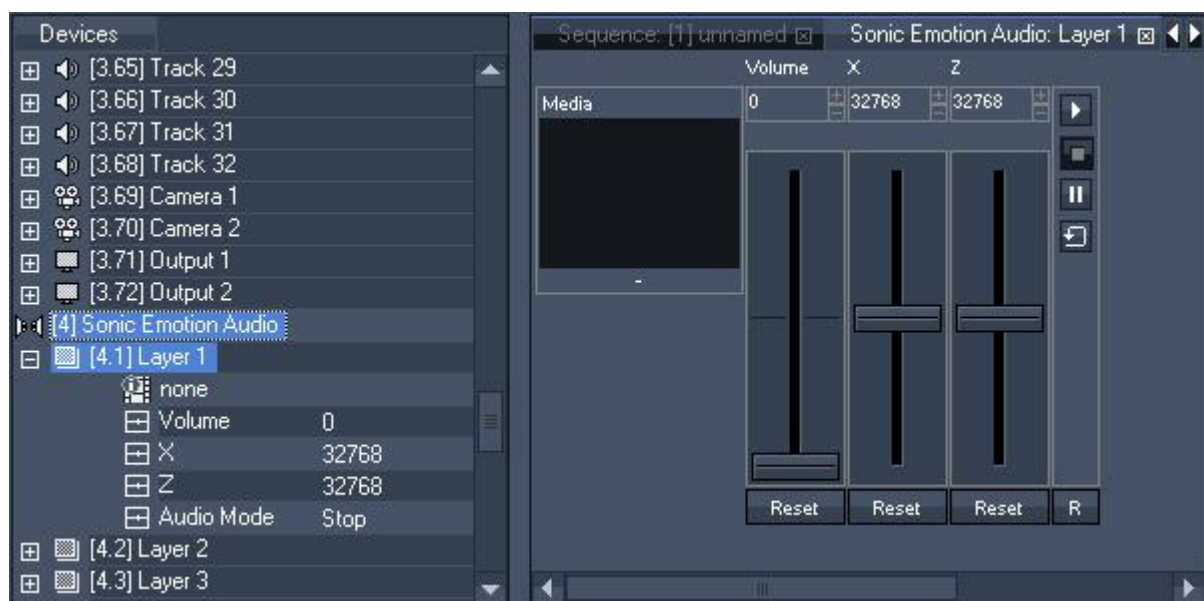 Devices
[3.65] Track 29
[3.66] Track 30
[3.67] Track 31
[3.68] Track 32
[3.69] Camera 1
[3.70] Camera 2
[3.71] Output 1
[3.72] Output 2
[4] Sonic Emotion Audio
[4.1] Layer 1
none
Volume 0
X 32768
Z 32768
Audio Mode Stop
[4.2] Layer 2
[4.3] Layer 3
Sequence: [1] unnamed Sonic Emotion Audio: Layer 1
Volume X Z
Media 0 32768 32768
-
Reset Reset Reset R